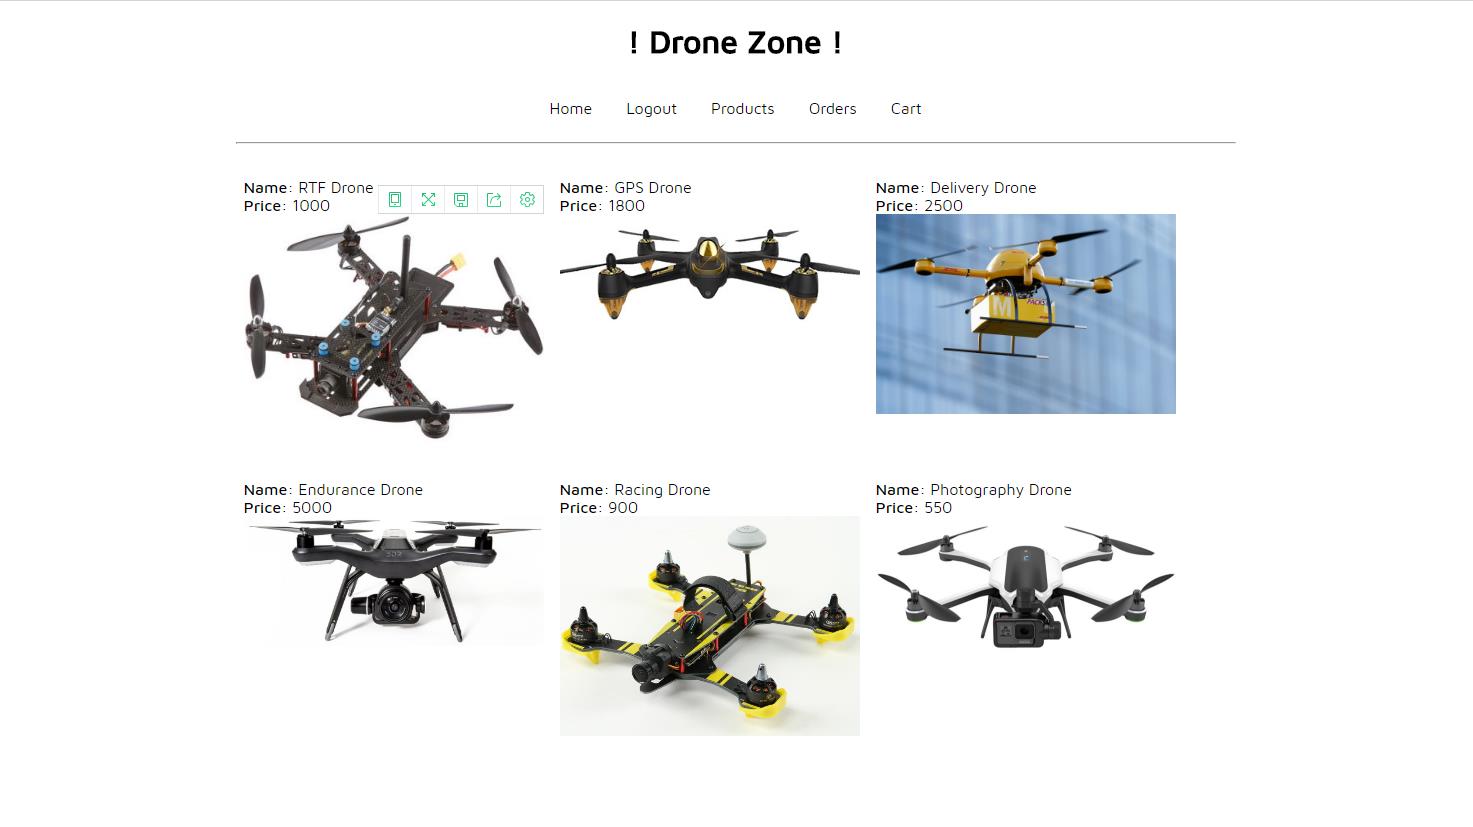 ! Drone Zone !
Home Logout Products Orders Cart
Name: RTF Drone
Price: 1000
Name: GPS Drone
Price: 1800
Name: Delivery Drone
Price: 2500
M PACKS
Name: Endurance Drone
Price: 5000
Name: Racing Drone
Price: 900
Name: Photography Drone
Price: 550